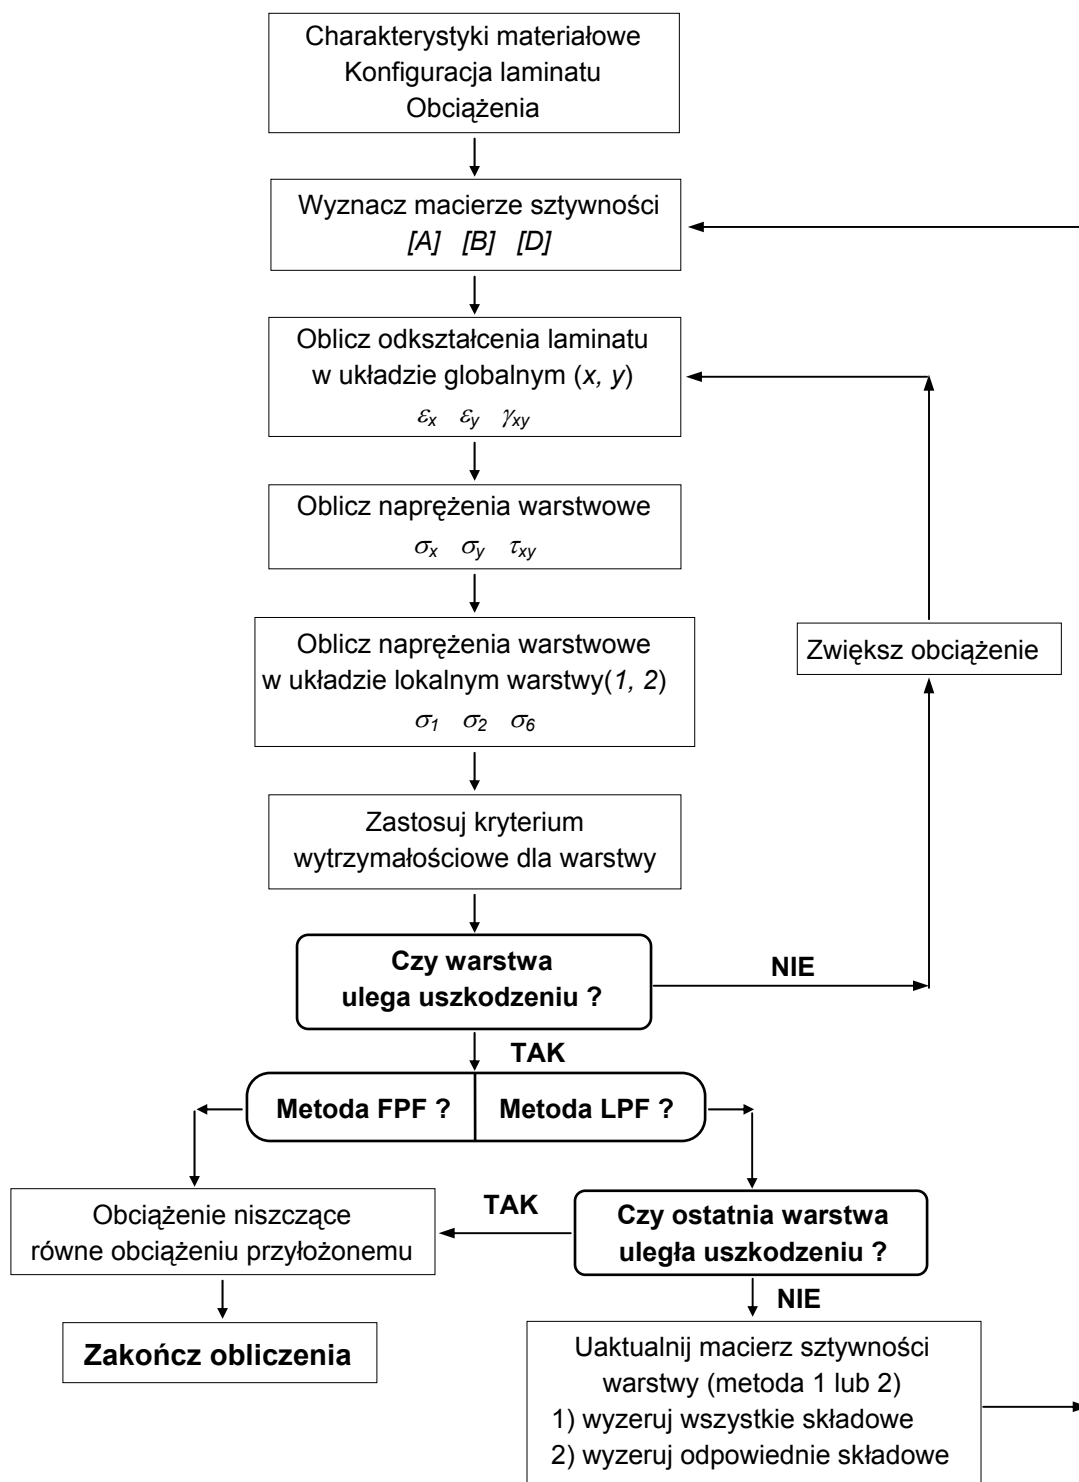 Charakterystyki materiałowe
Konfiguracja laminatu
Obciążenia
Wyznacz macierze sztywności
[A] [B] [D]
Oblicz odkształcenia laminatu
w układzie globalnym (x, y)
εx εy γxy
Oblicz naprężenia warstwowe
σx σy τxy
Oblicz naprężenia warstwowe
w układzie lokalnym warstwy(1, 2)
σ1 σ2 σ6
Zwiększ obciążenie
Zastosuj kryterium
wytrzymałościowe dla warstwy
Czy warstwa
ulega uszkodzeniu ?
NIE
TAK
Metoda FPF ?
Metoda LPF ?
Obciążenie niszczące
równe obciążeniu przyłożonemu
TAK
Czy ostatnia warstwa
uległa uszkodzeniu ?
NIE
Zakończ obliczenia
Uaktualnij macierz sztywności
warstwy (metoda 1 lub 2)
1) wyzeruj wszystkie składowe
2) wyzeruj odpowiednie składowe